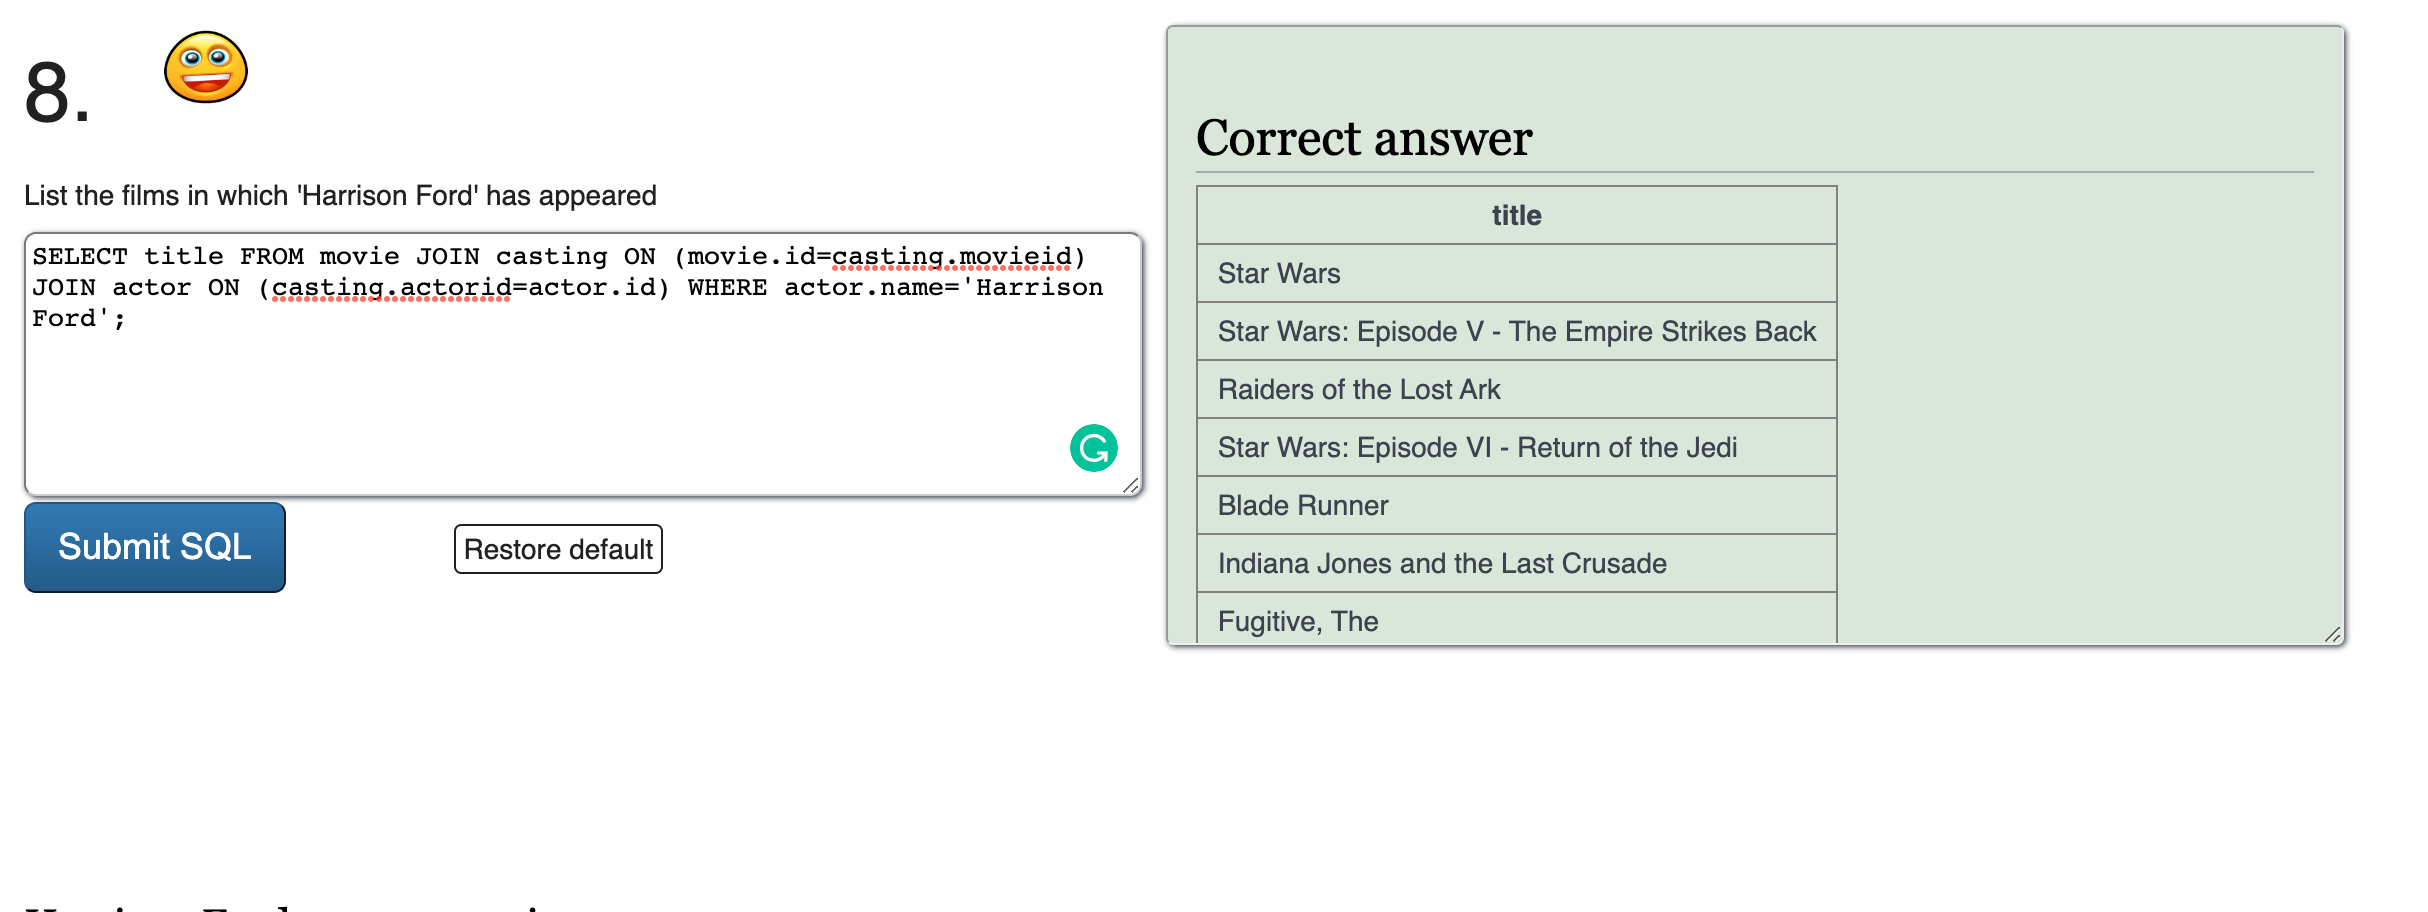 8.
List the films in which 'Harrison Ford' has appeared
SELECT title FROM movie JOIN casting ON (movie.id=casting.movieid)
JOIN actor ON (casting.actorid=actor.id) WHERE actor.name='Harrison
Ford';
Submit SQL
Restore default
Correct answer
title
Star Wars
Star Wars: Episode V - The Empire Strikes Back
Raiders of the Lost Ark
Star Wars: Episode VI - Return of the Jedi
Blade Runner
Indiana Jones and the Last Crusade
Fugitive, The